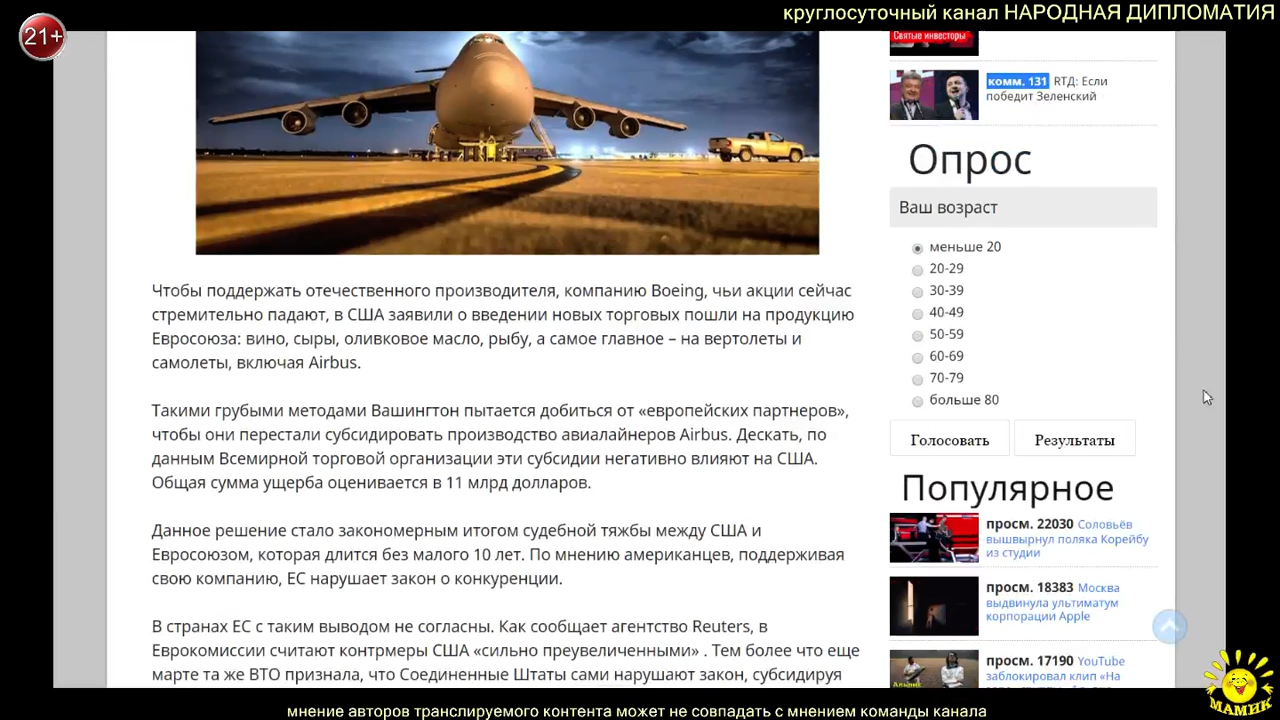 круглосуточный канал НАРОДНАЯ ДИПЛОМАТИЯ
21+
Чтобы поддержать отечественного производителя, компанию Boeing, чьи акции сейчас
стремительно падают, в США заявили о введении новых торговых пошли на продукцию
Евросоюза: вино, сыры, оливковое масло, рыбу, а самое главное – на вертолеты и
самолеты, включая Airbus.
Такими грубыми методами Вашингтон пытается добиться от «европейских партнеров»,
чтобы они перестали субсидировать производство авиалайнеров Airbus. Дескать, по
данным Всемирной торговой организации эти субсидии негативно влияют на США.
Общая сумма ущерба оценивается в 11 млрд долларов.
Данное решение стало закономерным итогом судебной тяжбы между США и
Евросоюзом, которая длится без малого 10 лет. По мнению американцев, поддерживая
свою компанию, ЕС нарушает закон о конкуренции.
В странах ЕС с таким выводом не согласны. Как сообщает агентство Reuters, в
Еврокомиссии считают контрмеры США «сильно преувеличенными» . Тем более что еще
марте та же ВТО признала, что Соединенные Штаты сами нарушают закон, субсидируя
Святые инвесторы
комм. 131 RTД: Если
победит Зеленский
Опрос
Ваш возраст
меньше 20
20-29
30-39
40-49
50-59
60-69
70-79
больше 80
Голосовать Результаты
Популярное
просм. 22030 Соловьёв
вышвырнул поляка Корейбу
из студии
просм. 18383 Москва
выдвинула ультиматум
корпорации Apple
просм. 17190 YouTube
заблокировал клип «На
МАМИК
мнение авторов транслируемого контента может не совпадать с мнением команды канала